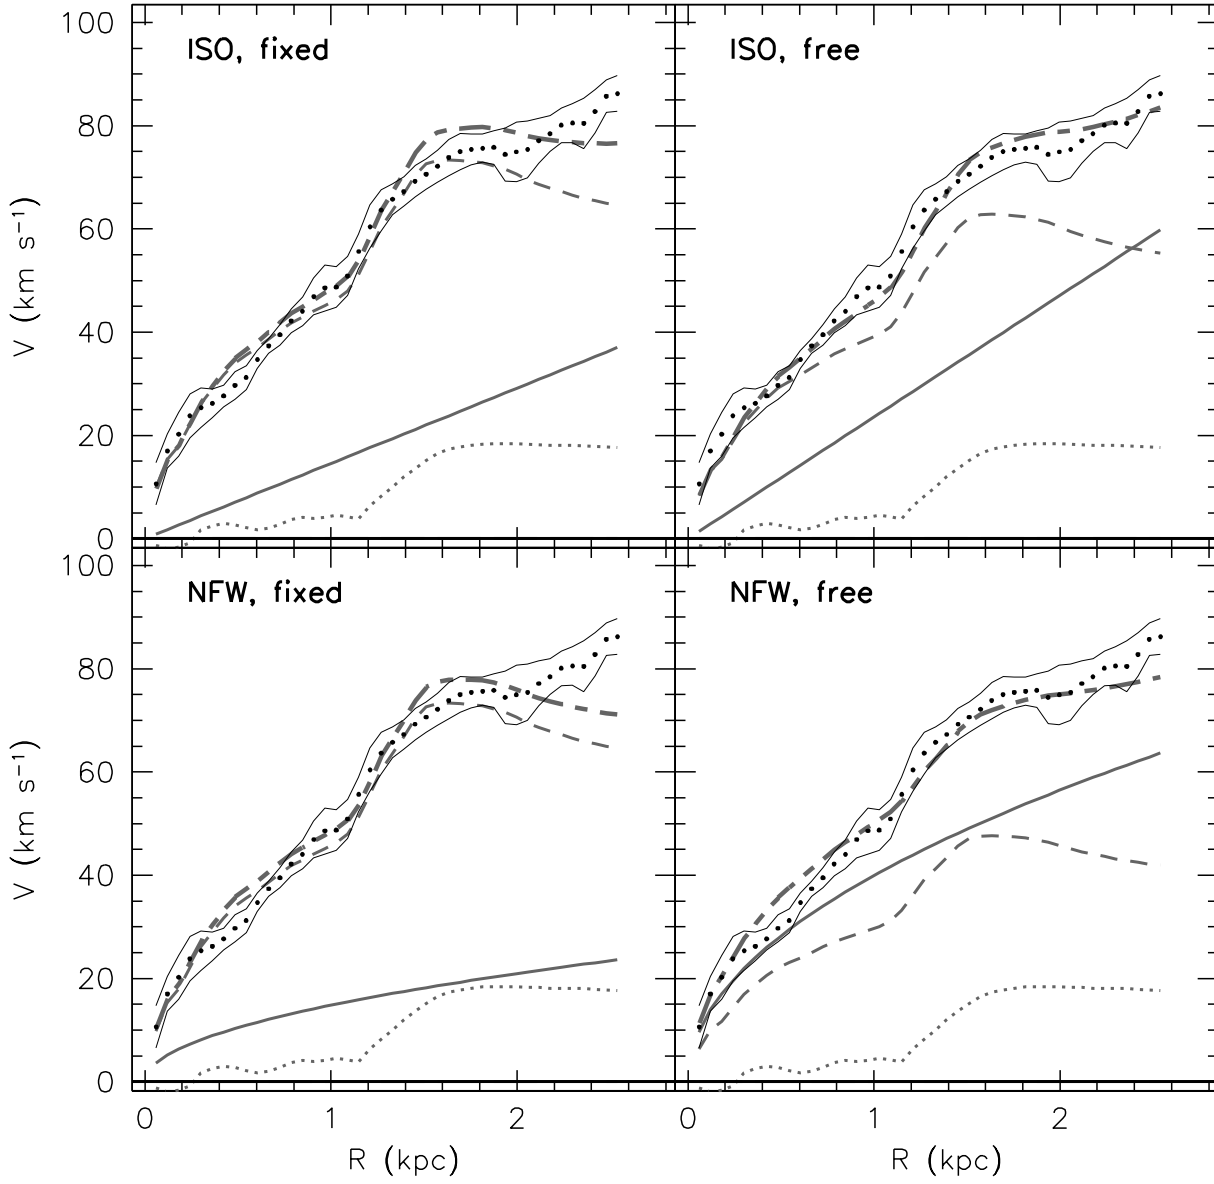 100
80
60
40
20
0
V (km s⁻¹)
ISO, fixed
ISO, free
100
80
60
40
20
0
V (km s⁻¹)
NFW, fixed
NFW, free
0 1 2
0 1 2
R (kpc)
R (kpc)